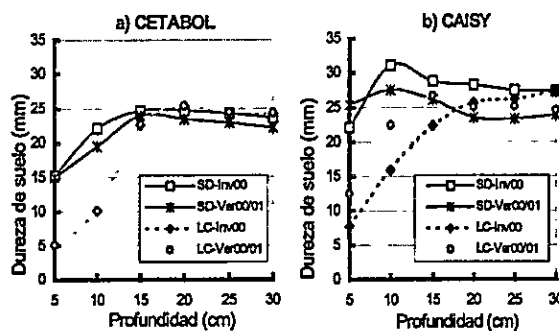 a) CETABOL
35
30
25
20
15
10
5
0
Dureza de suelo (mm)
SD-Inv00
SD-Ver00/01
LC-Inv00
LC-Ver00/01
5 10 15 20 25 30
Profundidad (cm)
b) CAISY
35
30
25
20
15
10
5
0
Dureza de suelo (mm)
SD-Inv00
SD-Ver00/01
LC-Inv00
LC-Ver00/01
5 10 15 20 25 30
Profundidad (cm)